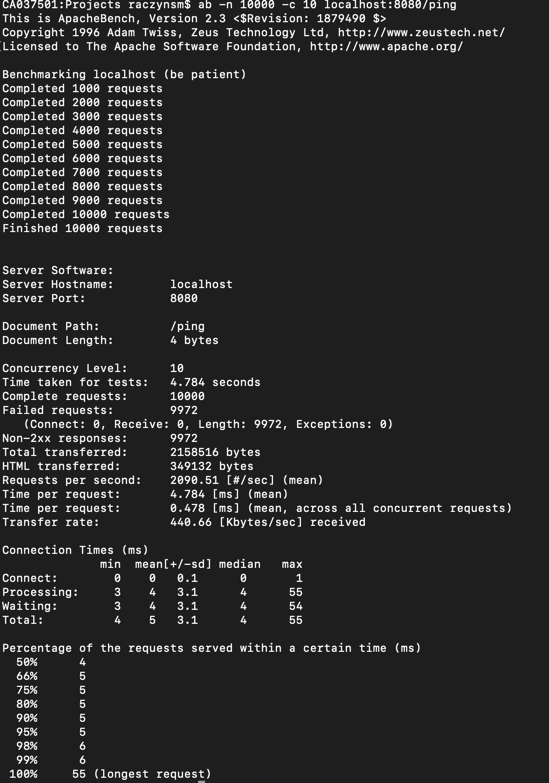 CA037501:Projects raczynsm$ ab -n 10000 -c 10 localhost:8080/ping
This is ApacheBench, Version 2.3 <$Revision: 1879490 $>
Copyright 1996 Adam Twiss, Zeus Technology Ltd, http://www.zeustech.net/
Licensed to The Apache Software Foundation, http://www.apache.org/

Benchmarking localhost (be patient)
Completed 1000 requests
Completed 2000 requests
Completed 3000 requests
Completed 4000 requests
Completed 5000 requests
Completed 6000 requests
Completed 7000 requests
Completed 8000 requests
Completed 9000 requests
Completed 10000 requests
Finished 10000 requests


Server Software:
Server Hostname:        localhost
Server Port:            8080

Document Path:          /ping
Document Length:        4 bytes

Concurrency Level:      10
Time taken for tests:   4.784 seconds
Complete requests:      10000
Failed requests:        9972
   (Connect: 0, Receive: 0, Length: 9972, Exceptions: 0)
Non-2xx responses:      9972
Total transferred:      2158516 bytes
HTML transferred:       349132 bytes
Requests per second:    2090.51 [#/sec] (mean)
Time per request:       4.784 [ms] (mean)
Time per request:       0.478 [ms] (mean, across all concurrent requests)
Transfer rate:          440.66 [Kbytes/sec] received

Connection Times (ms)
              min  mean[+/-sd] median   max
Connect:        0    0   0.1      0       1
Processing:     3    4   3.1      4      55
Waiting:        3    4   3.1      4      54
Total:          4    5   3.1      4      55

Percentage of the requests served within a certain time (ms)
  50%      4
  66%      5
  75%      5
  80%      5
  90%      5
  95%      5
  98%      6
  99%      6
 100%     55 (longest request)